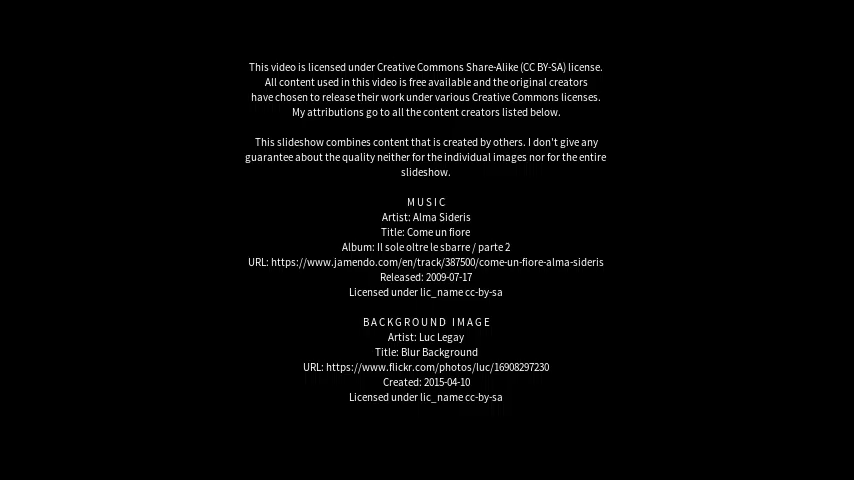 This video is licensed under Creative Commons Share-Alike (CC BY-SA) license.
All content used in this video is free available and the original creators
have chosen to release their work under various Creative Commons licenses.
My attributions go to all the content creators listed below.
This slideshow combines content that is created by others. I don't give any
guarantee about the quality neither for the individual images nor for the entire
slideshow.
MUSIC
Artist: Alma Sideris
Title: Come un fiore
Album: Il sole oltre le sbarre / parte 2
URL: https://www.jamendo.com/en/track/387500/come-un-fiore-alma-sideris
Released: 2009-07-17
Licensed under lic_name cc-by-sa
BACKGROUND IMAGE
Artist: Luc Legay
Title: Blur Background
URL: https://www.flickr.com/photos/luc/16908297230
Created: 2015-04-10
Licensed under lic_name cc-by-sa